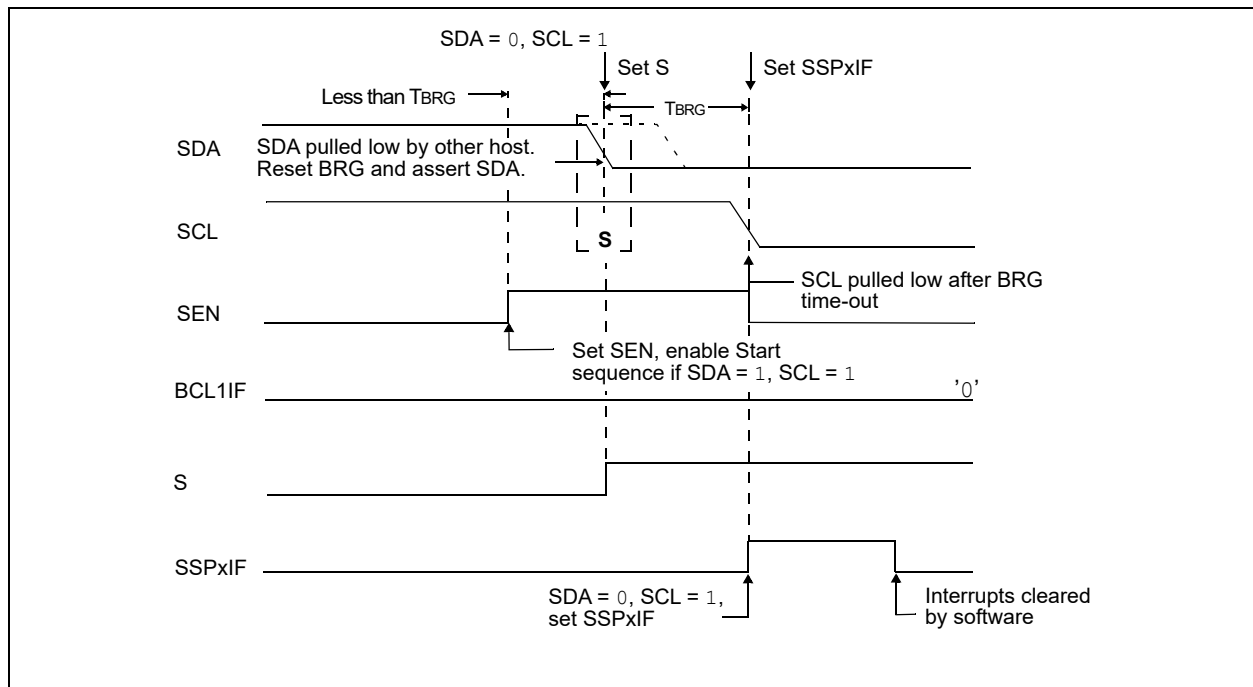 SDA = 0, SCL = 1
Set S
Set SSPxIF
Less than TBRG
TBRG
SDA
SDA pulled low by other host.
Reset BRG and assert SDA.
SCL
S
SCL pulled low after BRG
time-out
SEN
Set SEN, enable Start
sequence if SDA = 1, SCL = 1
BCL1IF
'0'
S
SSPxIF
SDA = 0, SCL = 1,
set SSPxIF
Interrupts cleared
by software